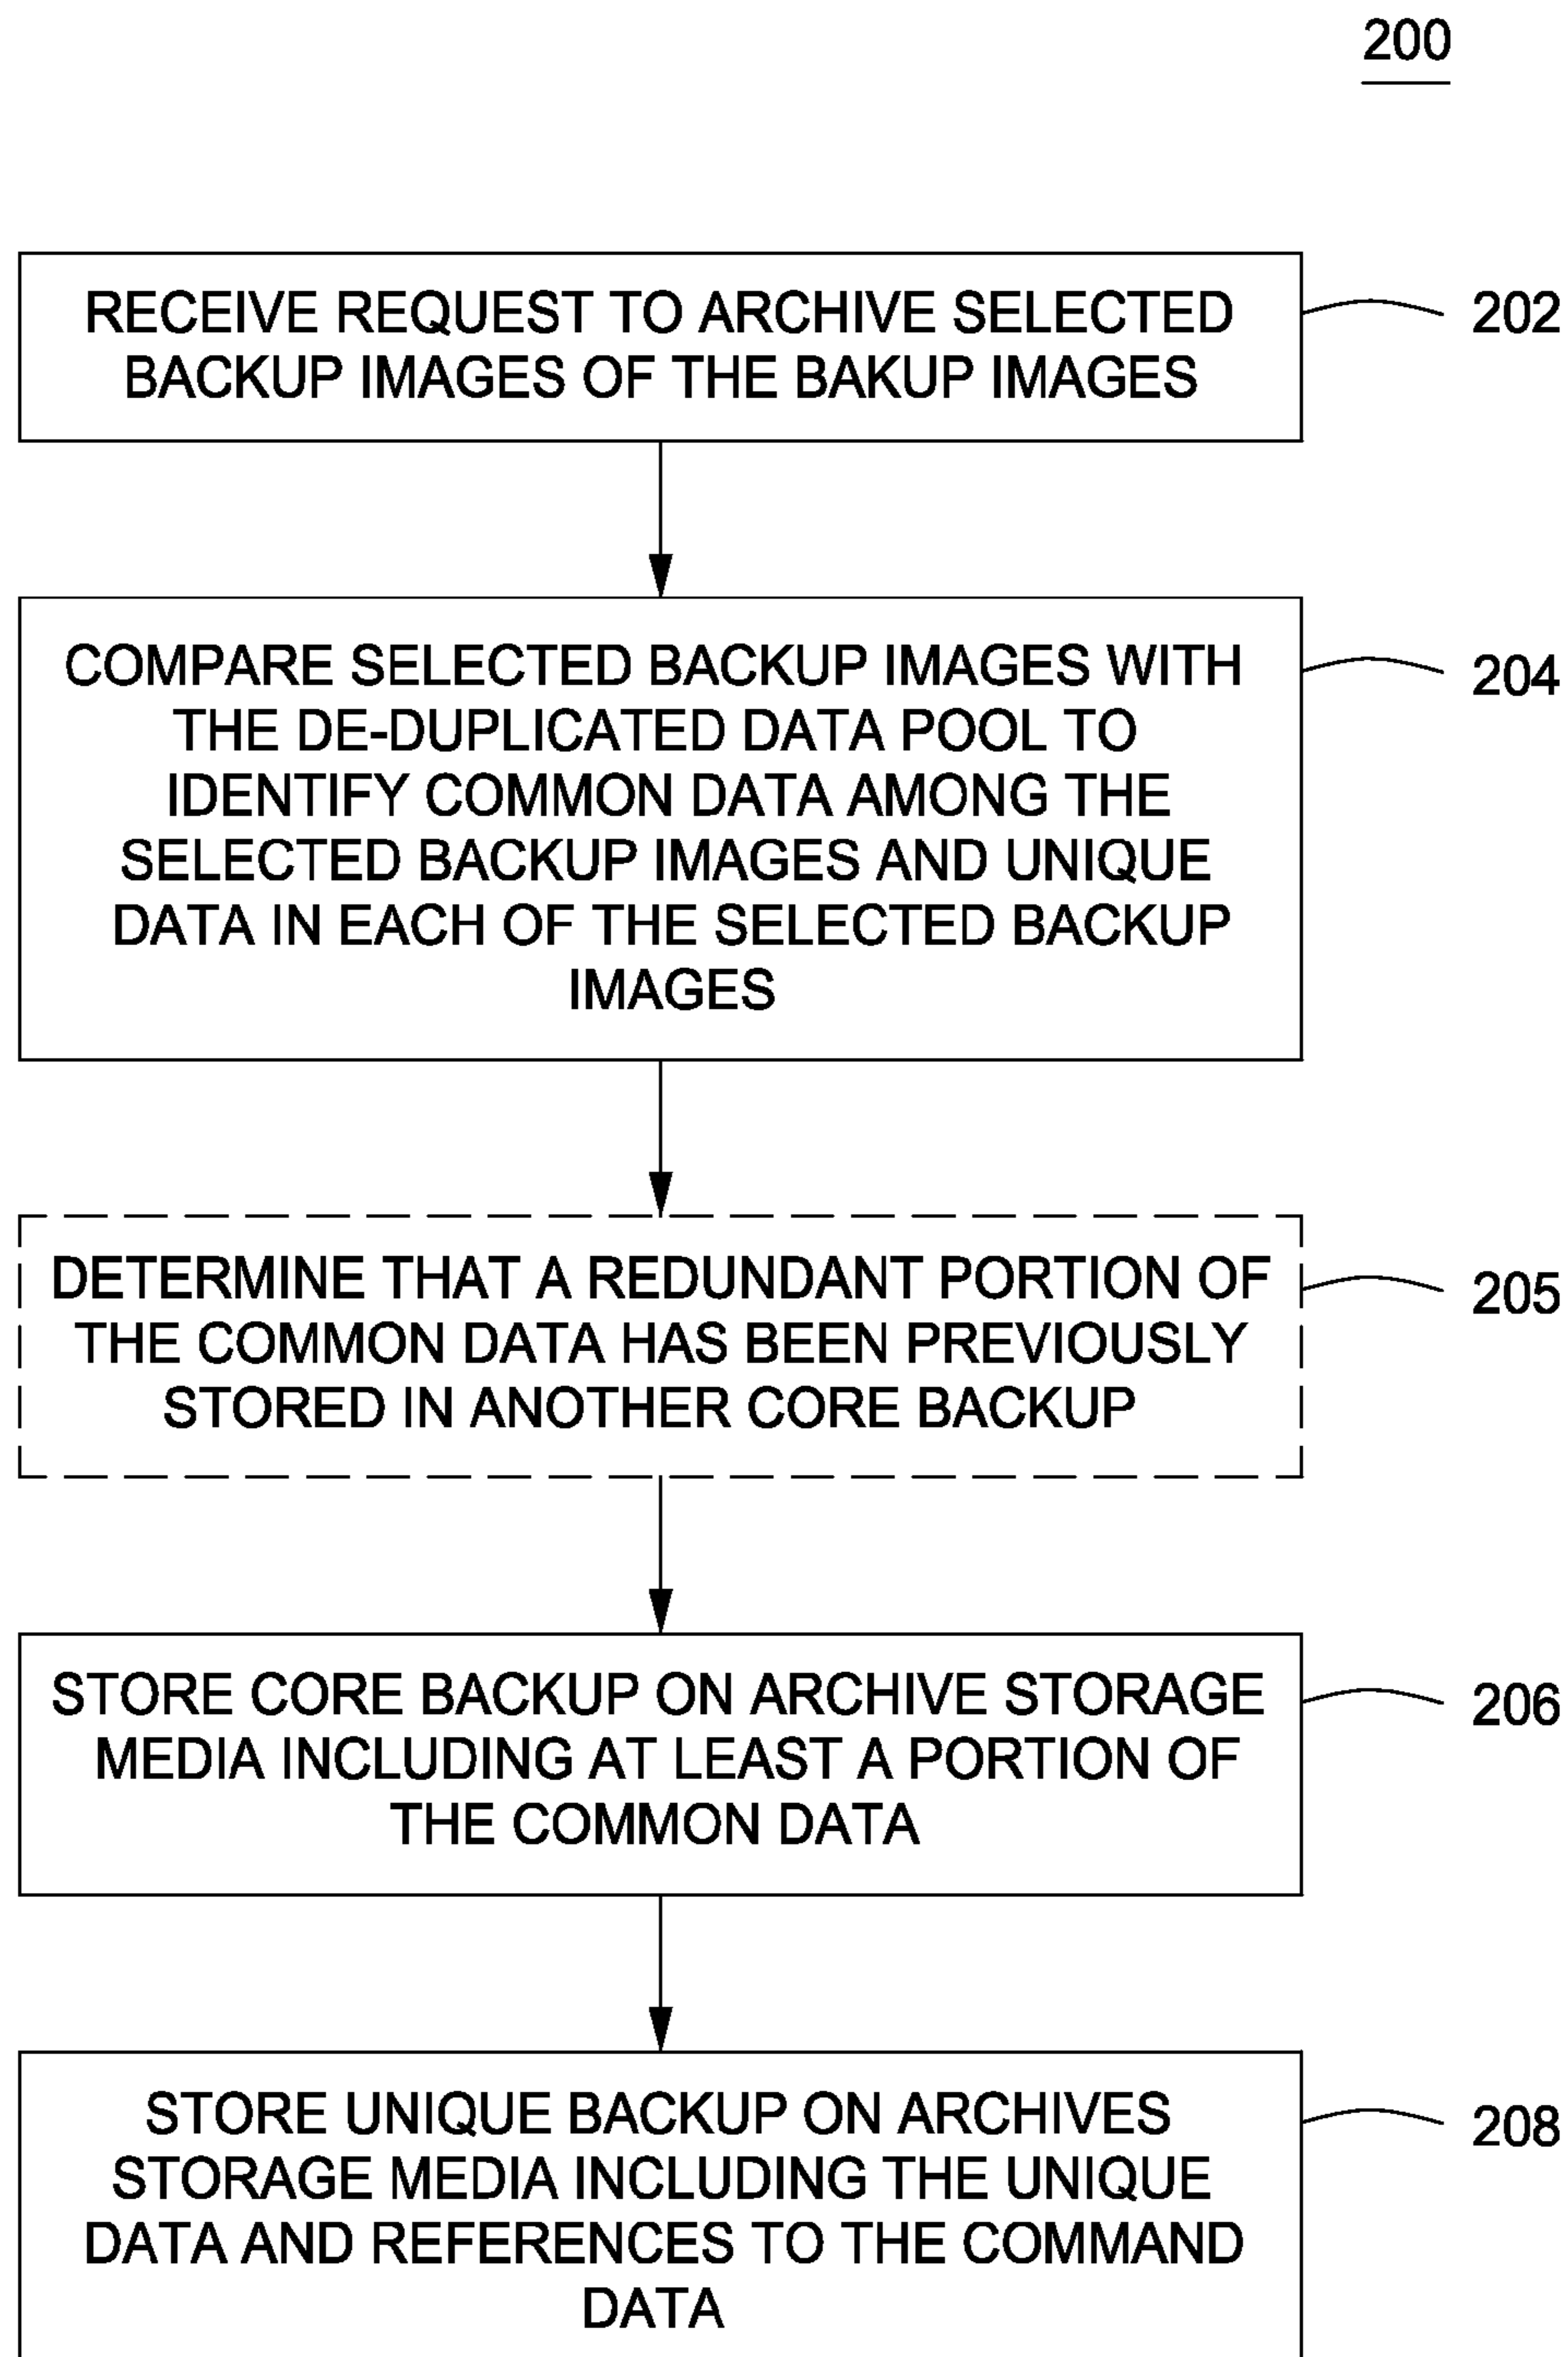 200
RECEIVE REQUEST TO ARCHIVE SELECTED
BACKUP IMAGES OF THE BAKUP IMAGES
202
COMPARE SELECTED BACKUP IMAGES WITH
THE DE-DUPLICATED DATA POOL TO
IDENTIFY COMMON DATA AMONG THE
SELECTED BACKUP IMAGES AND UNIQUE
DATA IN EACH OF THE SELECTED BACKUP
IMAGES
204
DETERMINE THAT A REDUNDANT PORTION OF
THE COMMON DATA HAS BEEN PREVIOUSLY
STORED IN ANOTHER CORE BACKUP
205
STORE CORE BACKUP ON ARCHIVE STORAGE
MEDIA INCLUDING AT LEAST A PORTION OF
THE COMMON DATA
206
STORE UNIQUE BACKUP ON ARCHIVES
STORAGE MEDIA INCLUDING THE UNIQUE
DATA AND REFERENCES TO THE COMMAND
DATA
208